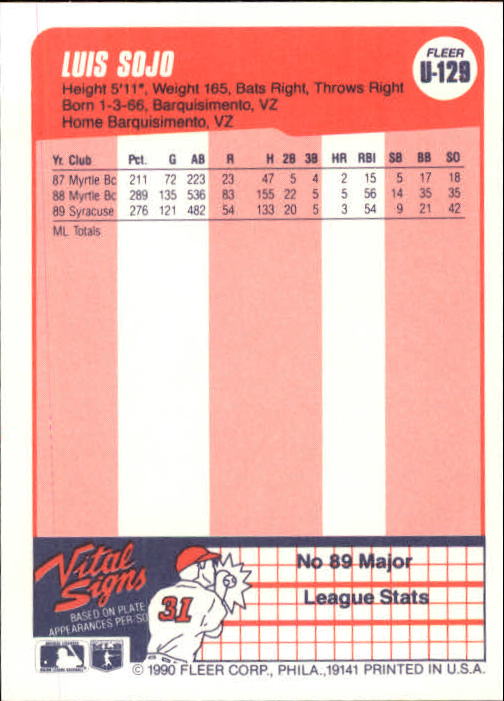 LUIS SOJO
FLEER
U-129
Height 5'11", Weight 165, Bats Right, Throws Right
Born 1-3-66, Barquisimento, VZ
Home Barquisimento, VZ
Yr. Club Pct. G AB R H 2B 3B HR RBI SB BB SO
87 Myrtle Bc 211 72 223 23 47 5 4 2 15 5 17 18
88 Myrtle Bc 289 135 536 83 155 22 5 5 56 14 35 35
89 Syracuse 276 121 482 54 133 20 5 3 54 9 21 42
ML Totals
Vital
Signs
BASED ON PLATE
APPEARANCES PER/SO
31
No 89 Major
League Stats
© 1990 FLEER CORP., PHILA., 19141 PRINTED IN U.S.A.